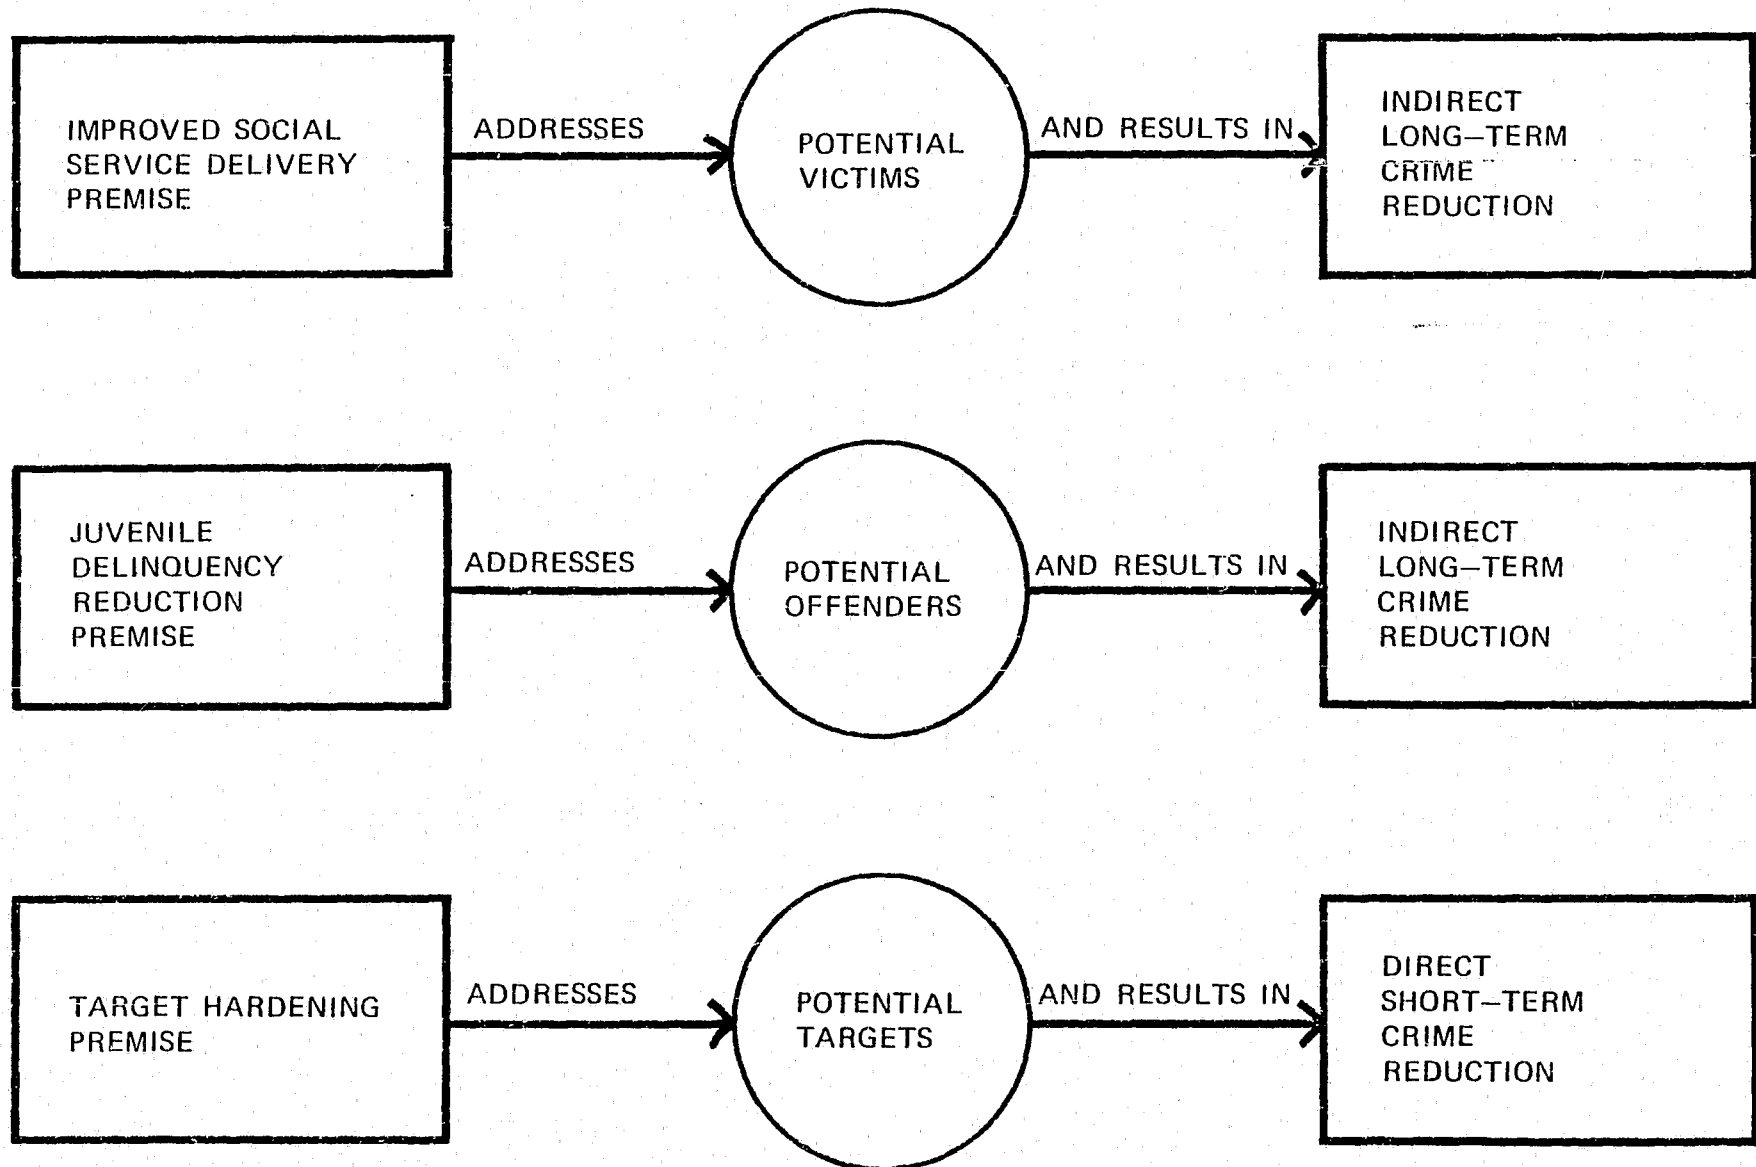 IMPROVED SOCIAL
SERVICE DELIVERY
PREMISE
ADDRESSES
POTENTIAL
VICTIMS
AND RESULTS IN
INDIRECT
LONG–TERM
CRIME
REDUCTION
JUVENILE
DELINQUENCY
REDUCTION
PREMISE
ADDRESSES
POTENTIAL
OFFENDERS
AND RESULTS IN
INDIRECT
LONG–TERM
CRIME
REDUCTION
TARGET HARDENING
PREMISE
ADDRESSES
POTENTIAL
TARGETS
AND RESULTS IN
DIRECT
SHORT–TERM
CRIME
REDUCTION